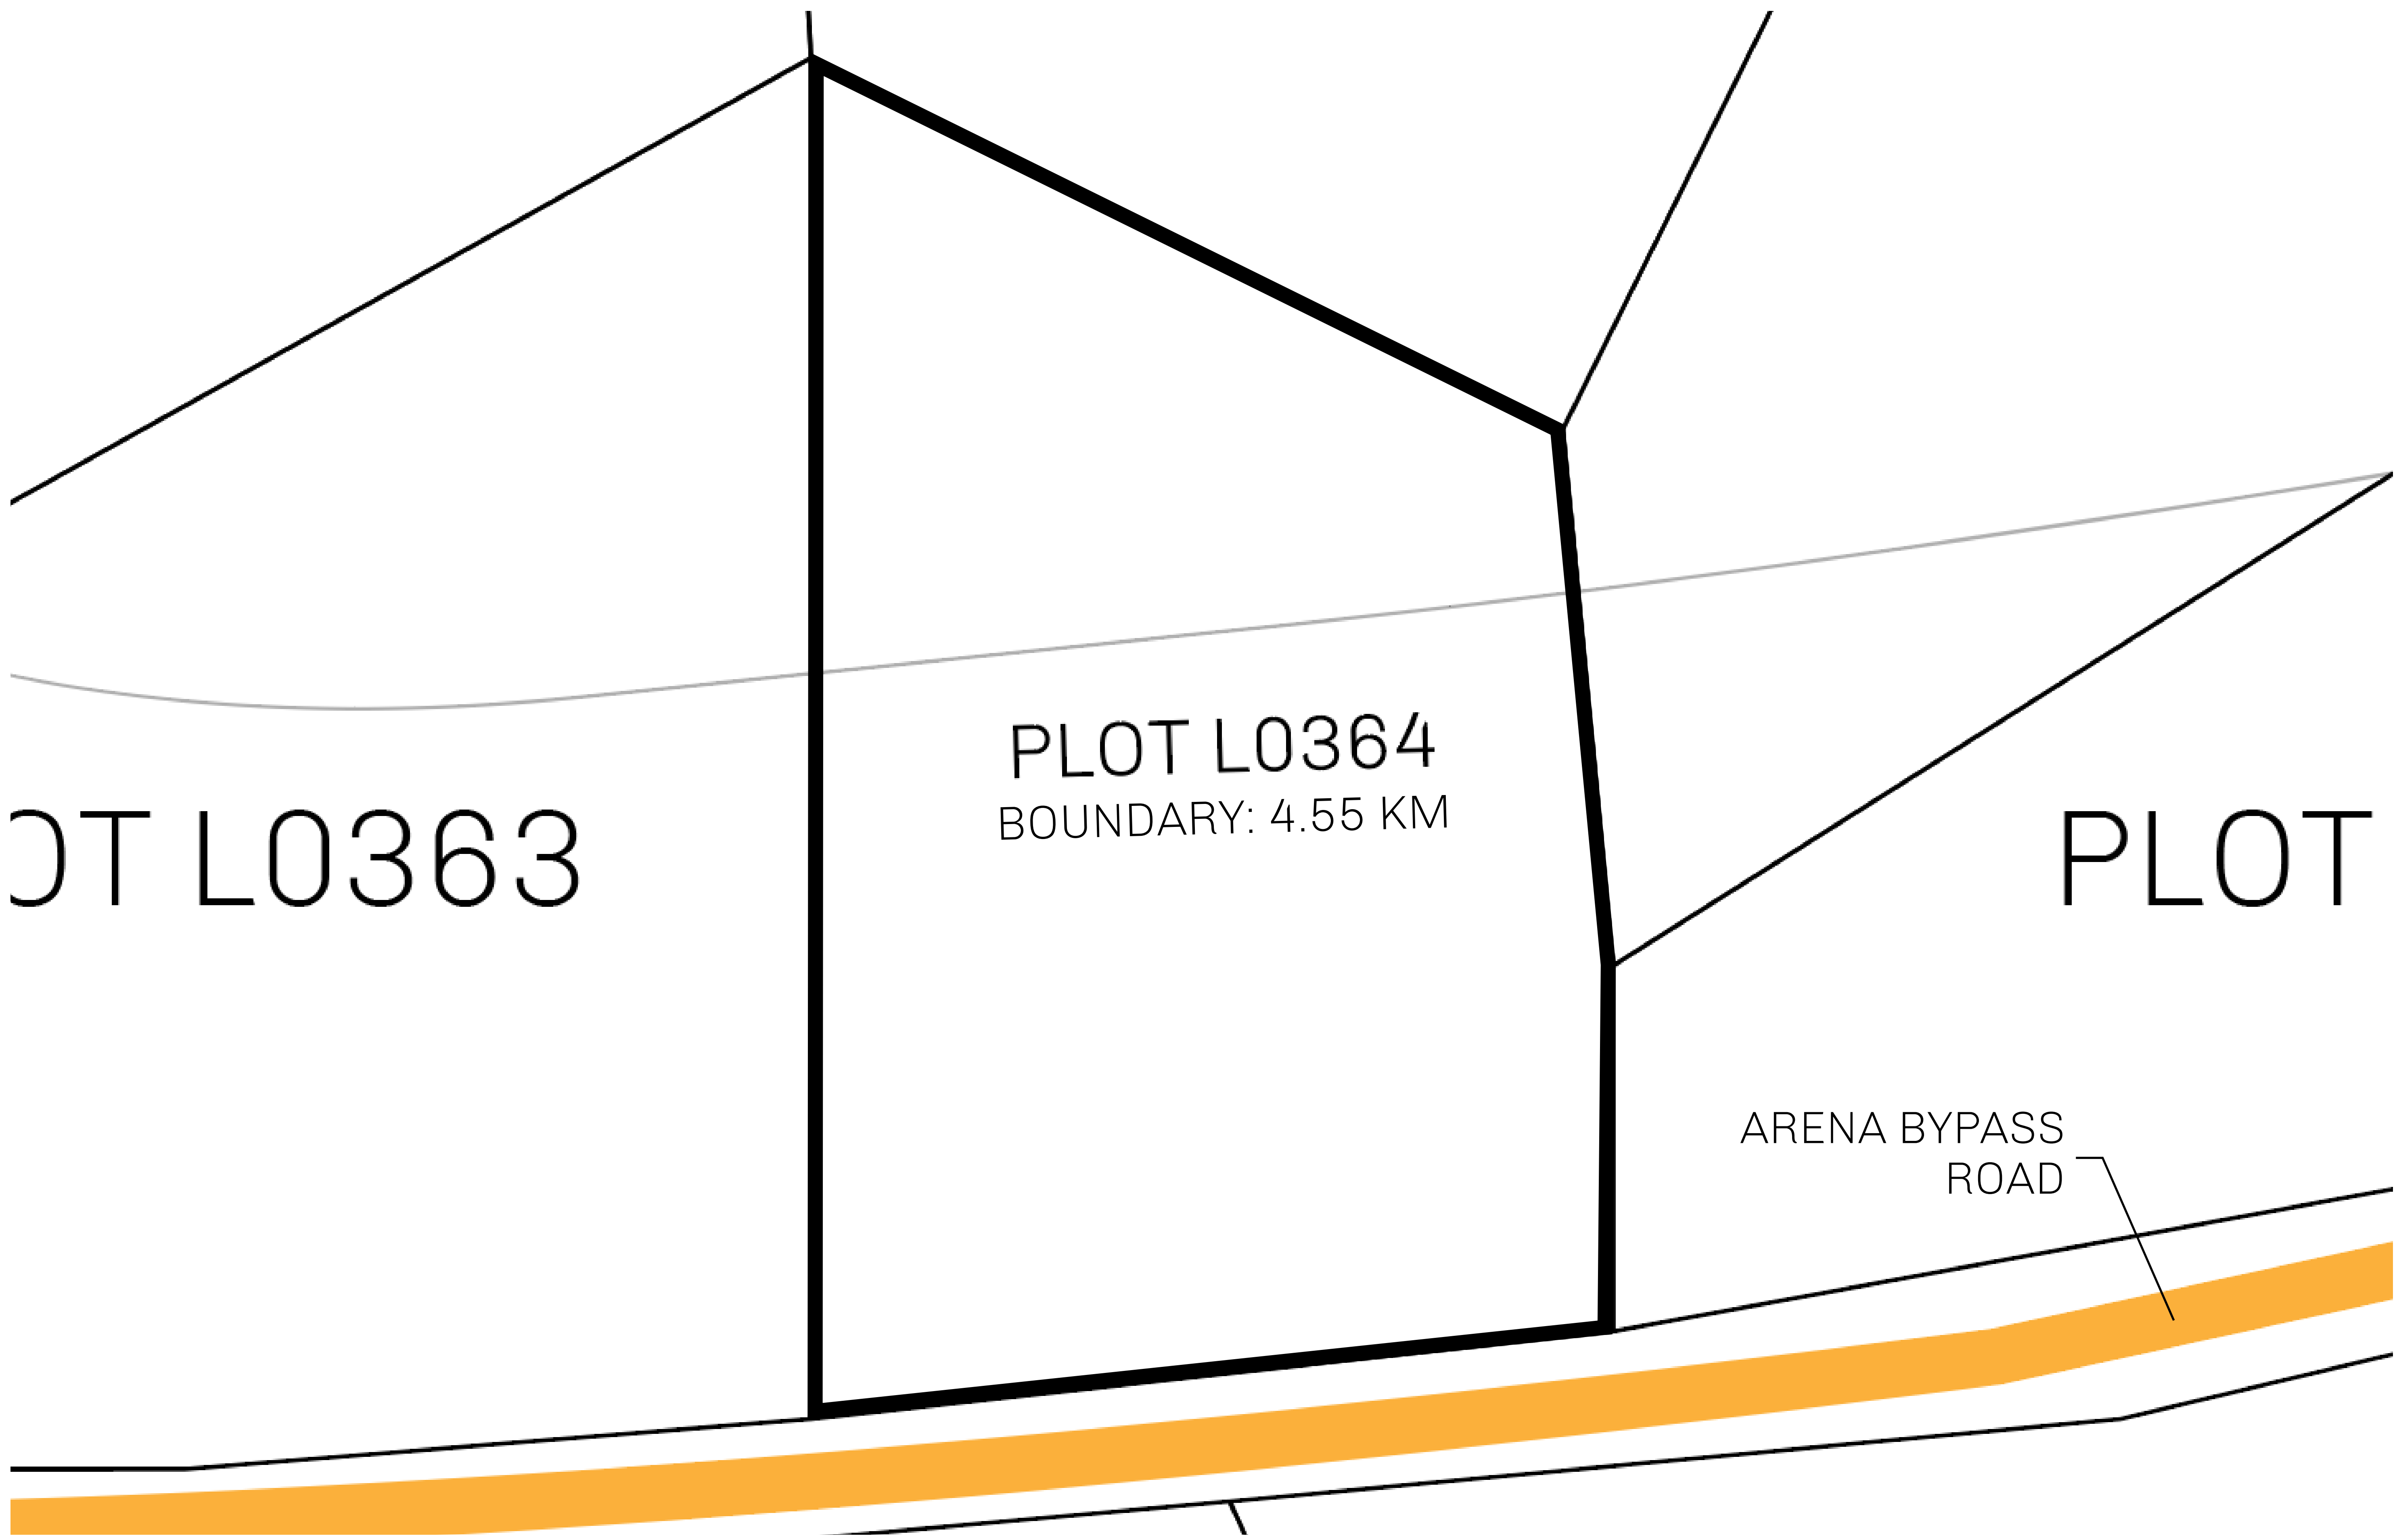 PLOT L0364
BOUNDARY: 4.55 KM
OT L0363
PLOT
ARENA BYPASS
ROAD